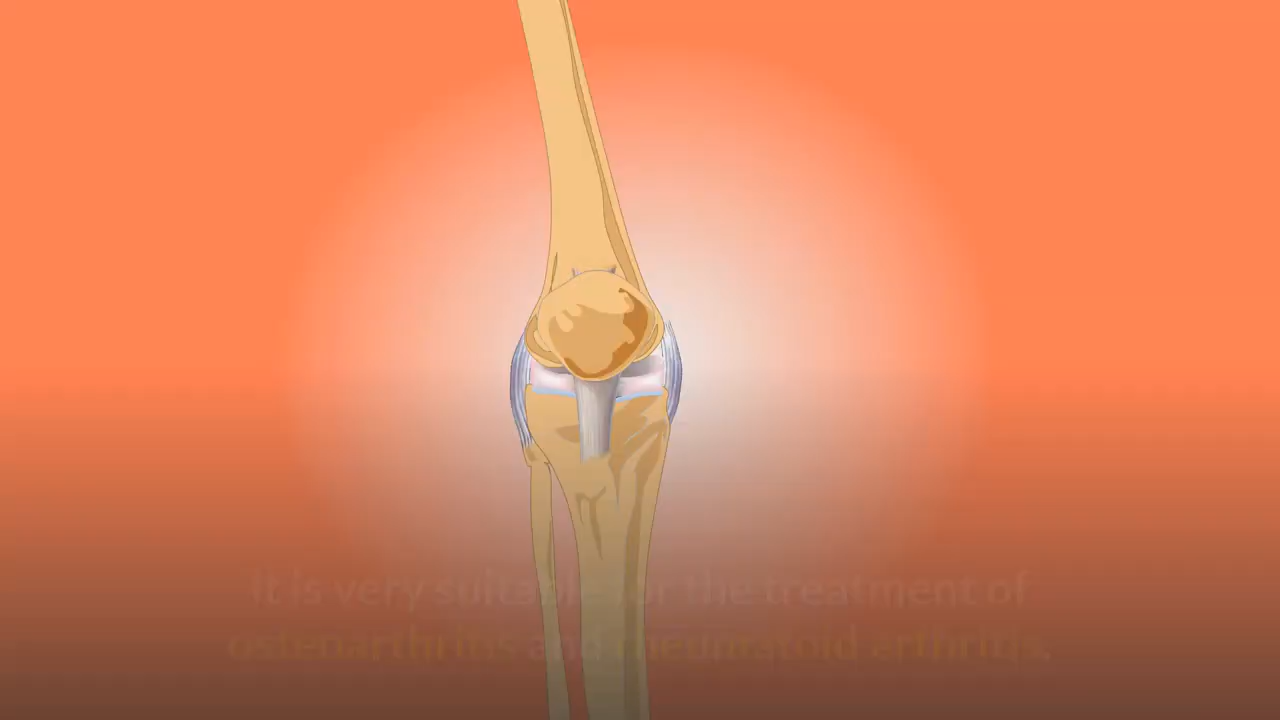 It is very suitable for the treatment of
osteoarthritis and rheumatoid arthritis.